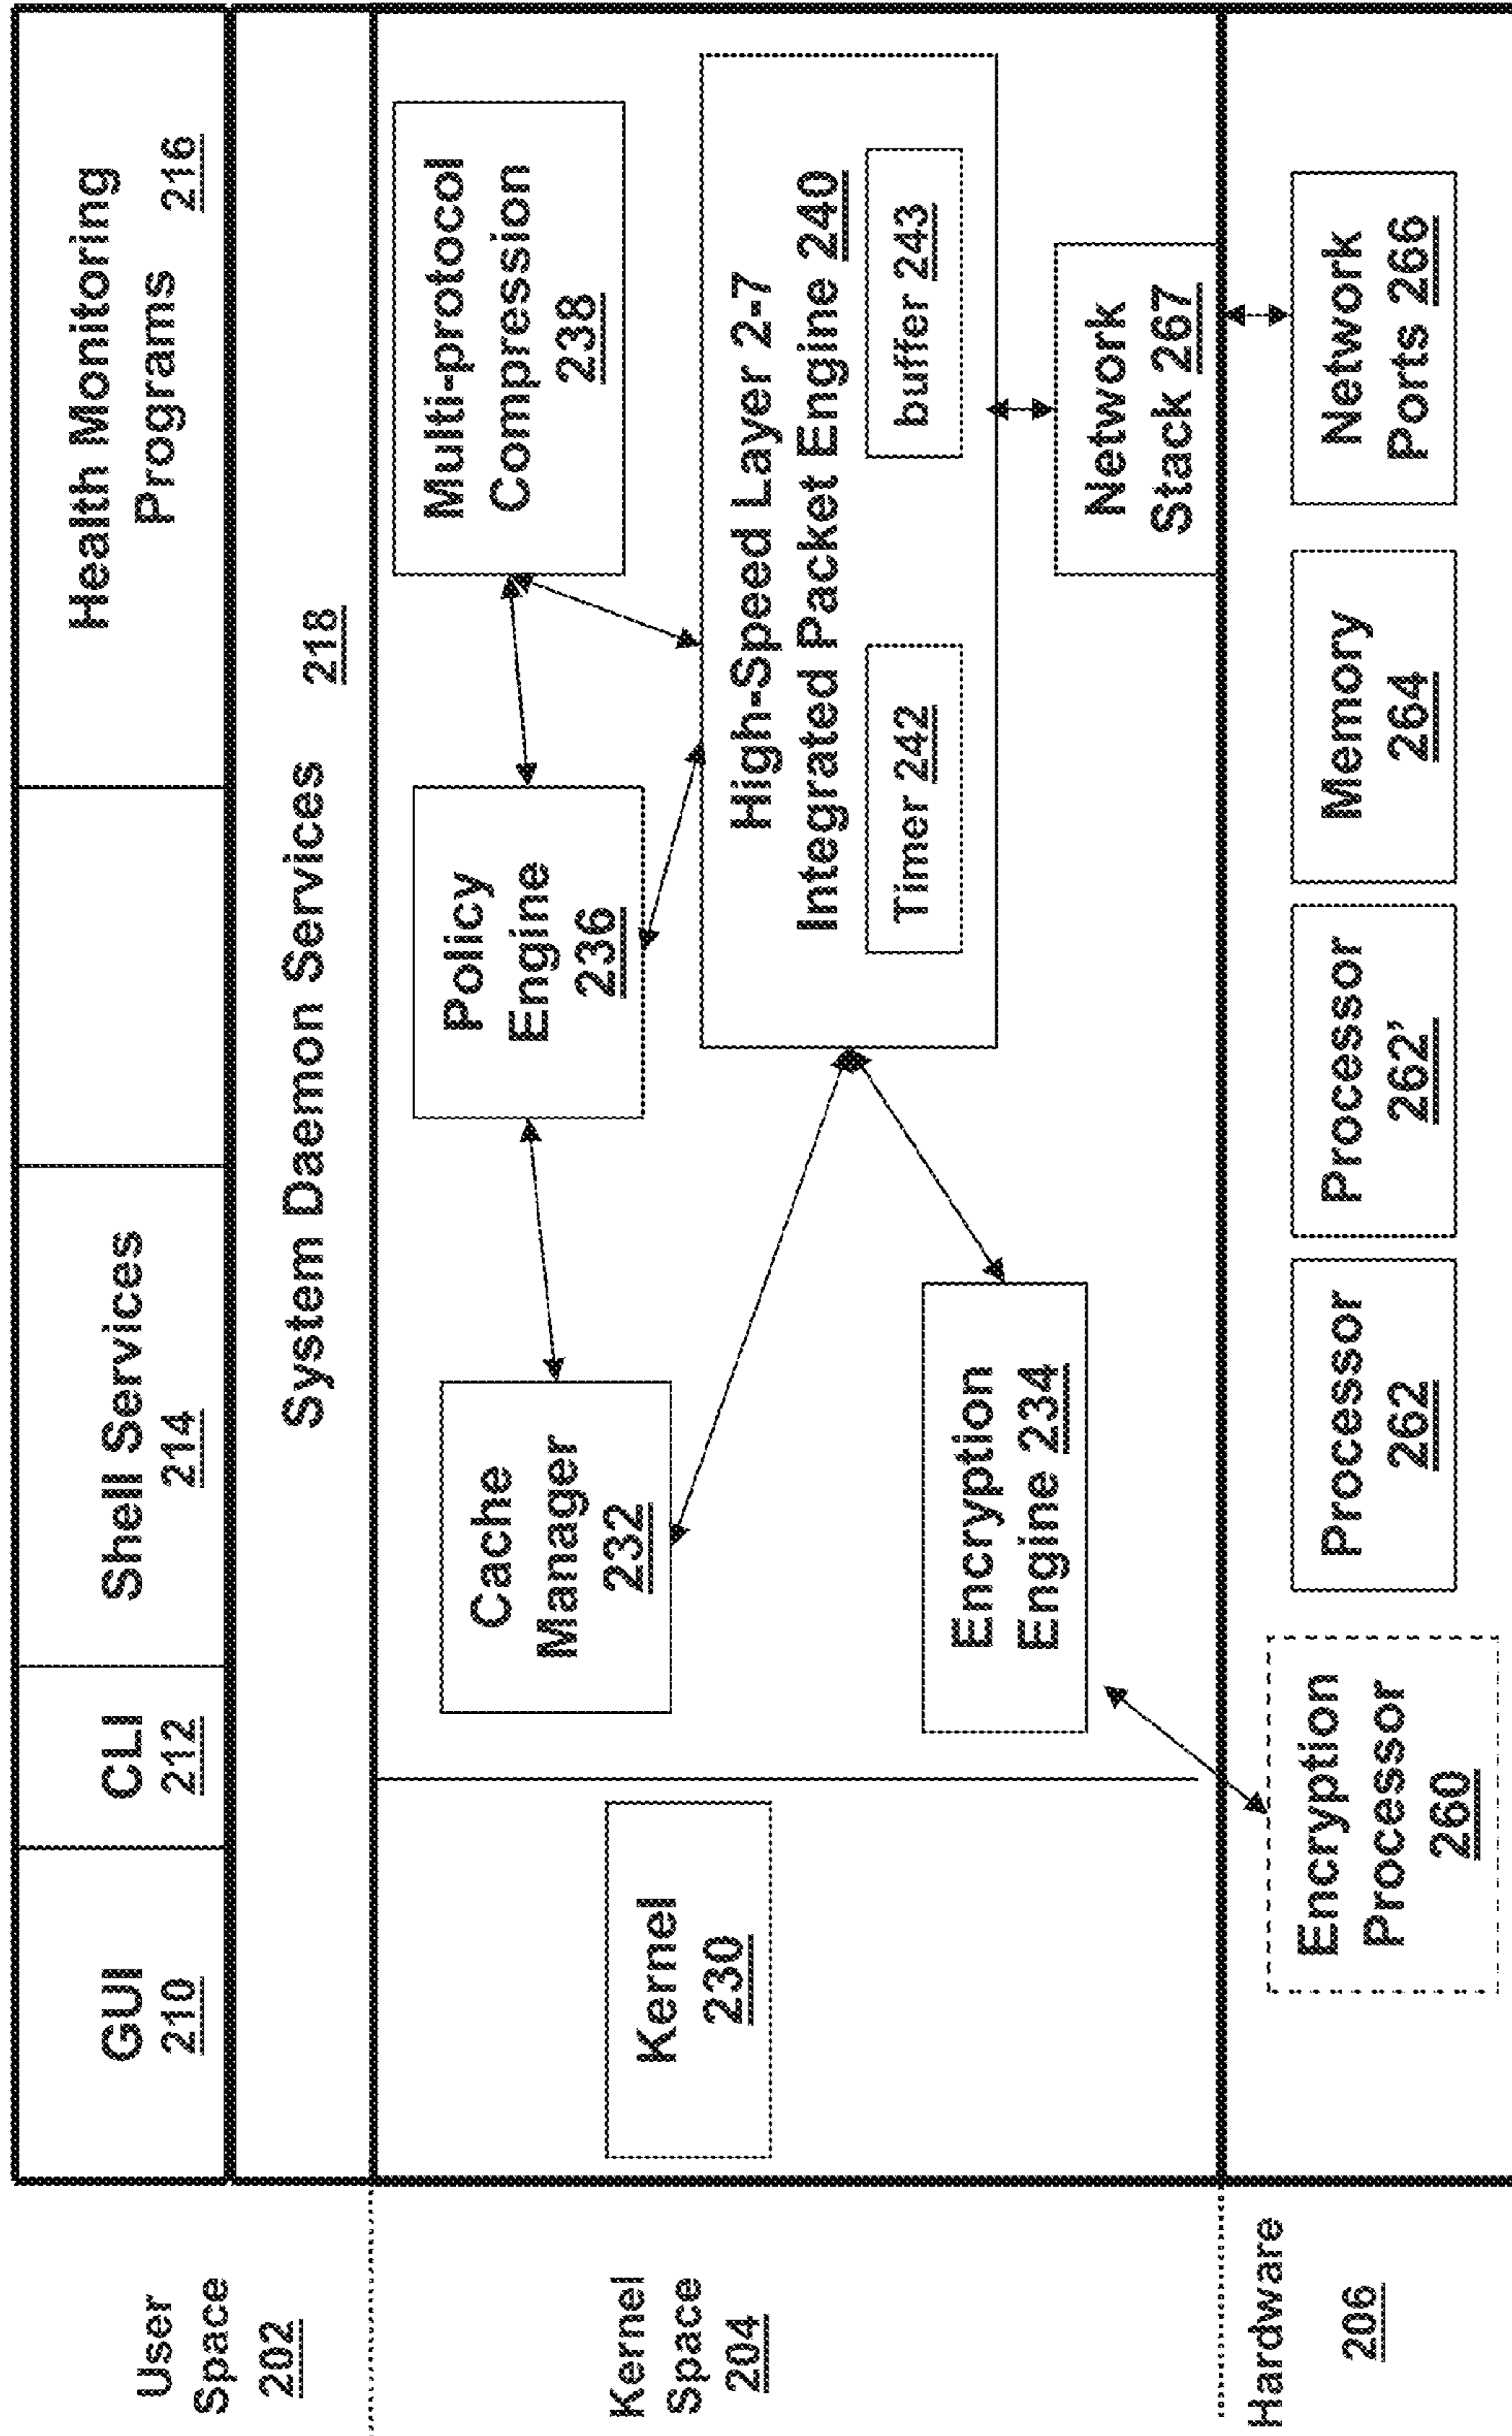 User
Space
202
GUI
210
CLI
212
Shell Services
214
Health Monitoring
Programs 216
System Daemon Services 218
Kernel
Space
204
Kernel
230
Cache
Manager
232
Policy
Engine
236
Multi-protocol
Compression
238
High-Speed Layer 2-7
Integrated Packet Engine 240
Timer 242
buffer 243
Encryption
Engine 234
Network
Stack 267
Hardware
206
Encryption
Processor
260
Processor
262
Processor
262’
Memory
264
Network
Ports 266